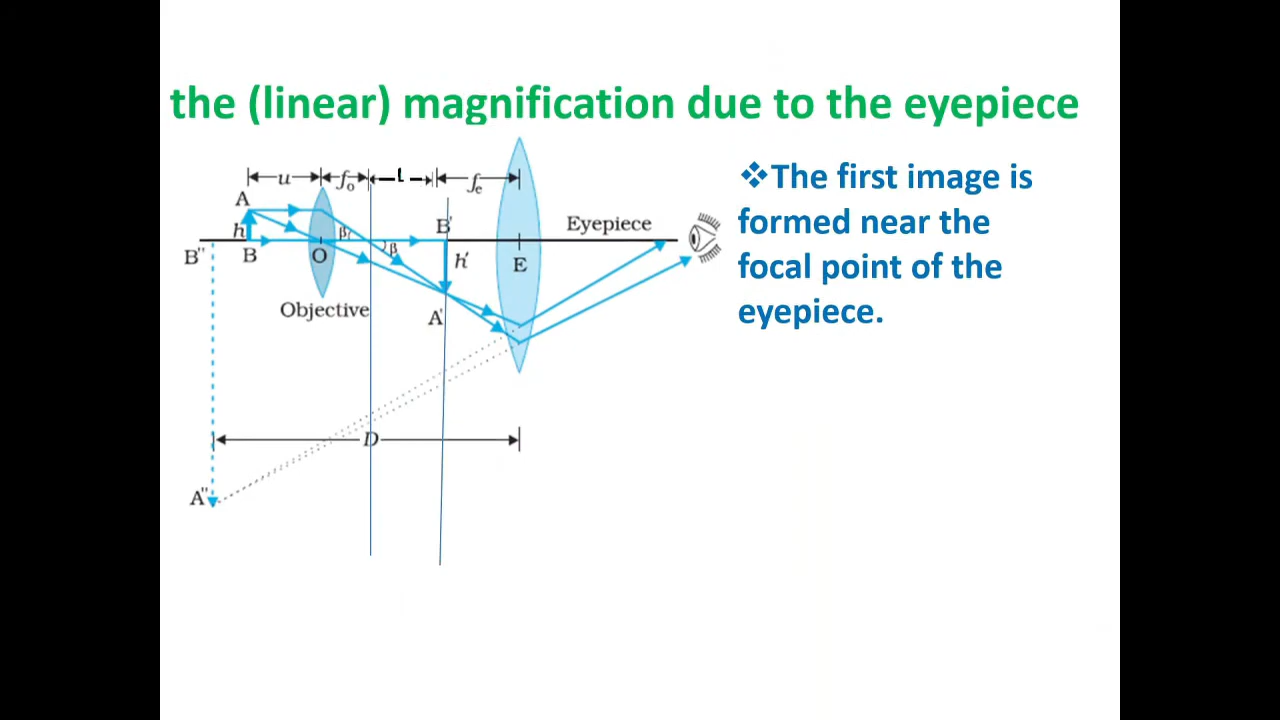 the (linear) magnification due to the eyepiece
❖The first image is
formed near the
focal point of the
eyepiece.
u
fo
L
fe
A
h
B"
B
O
β
β
B'
h'
A'
E
Eyepiece
Objective
D
A"